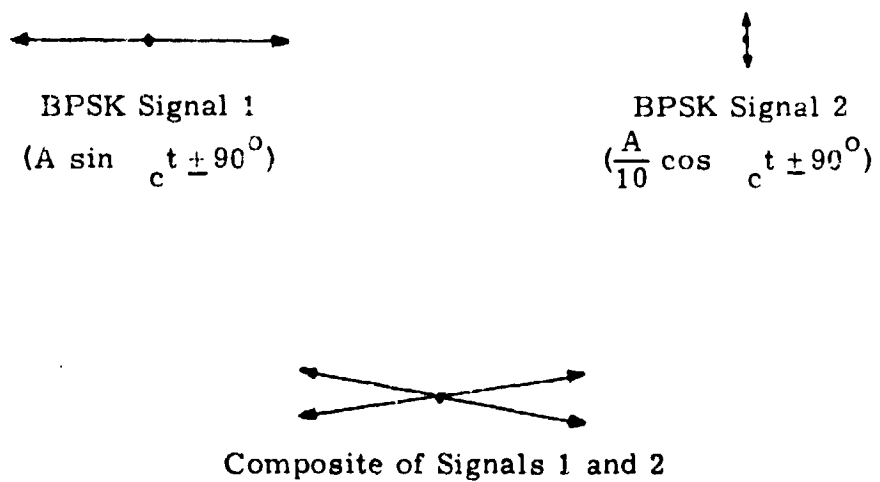 BPSK Signal 1
(A sin c t ± 90°)
BPSK Signal 2
(A/10 cos c t ± 90°)
Composite of Signals 1 and 2